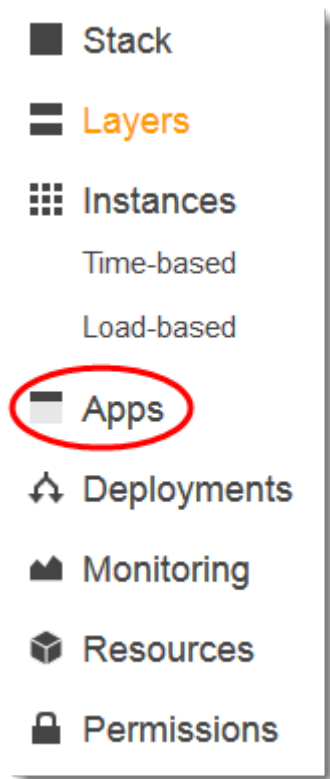 Stack
Layers
Instances
Time-based
Load-based
Apps
Deployments
Monitoring
Resources
Permissions